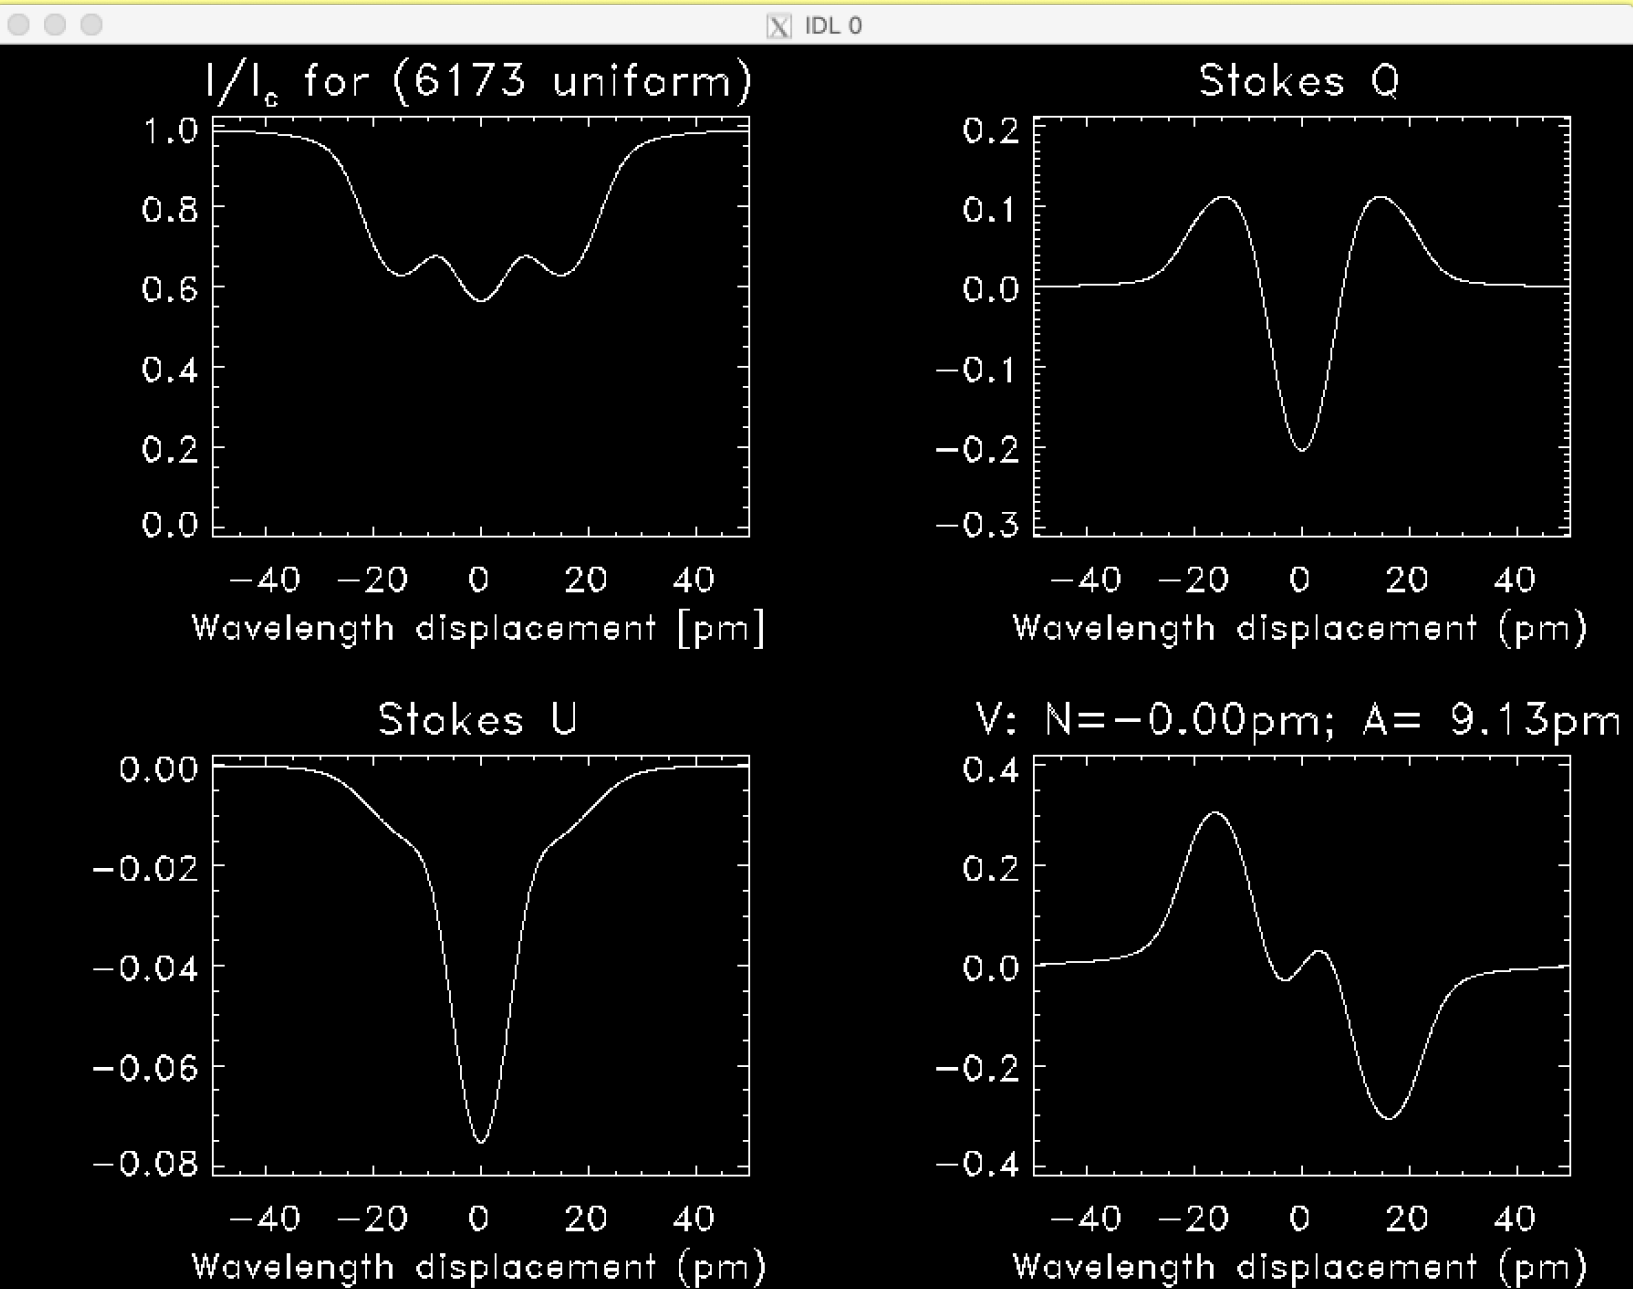 IDL 0
I/Ic for (6173 uniform)
1.0
0.8
0.6
0.4
0.2
0.0
−40 −20 0 20 40
Wavelength displacement [pm]
Stokes Q
0.2
0.1
0.0
−0.1
−0.2
−0.3
−40 −20 0 20 40
Wavelength displacement (pm)
Stokes U
0.00
−0.02
−0.04
−0.06
−0.08
−40 −20 0 20 40
Wavelength displacement (pm)
V: N=−0.00pm; A= 9.13pm
0.4
0.2
0.0
−0.2
−0.4
−40 −20 0 20 40
Wavelength displacement (pm)